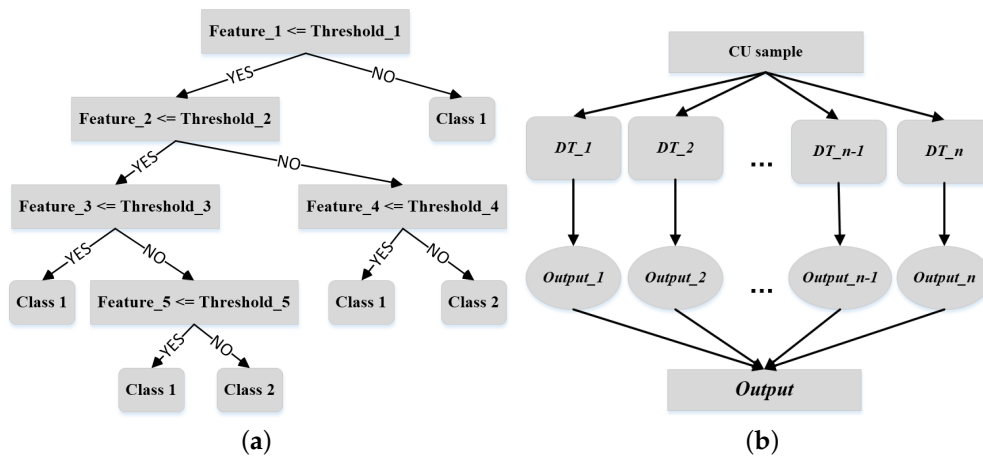 Feature_1 <= Threshold_1
YES
NO
Feature_2 <= Threshold_2
Class 1
YES
NO
Feature_3 <= Threshold_3
Feature_4 <= Threshold_4
YES
NO
YES
NO
Class 1
Feature_5 <= Threshold_5
Class 1
Class 2
YES
NO
Class 1
Class 2
(a)
CU sample
DT_1
DT_2
...
DT_n-1
DT_n
Output_1
Output_2
...
Output_n-1
Output_n
Output
(b)